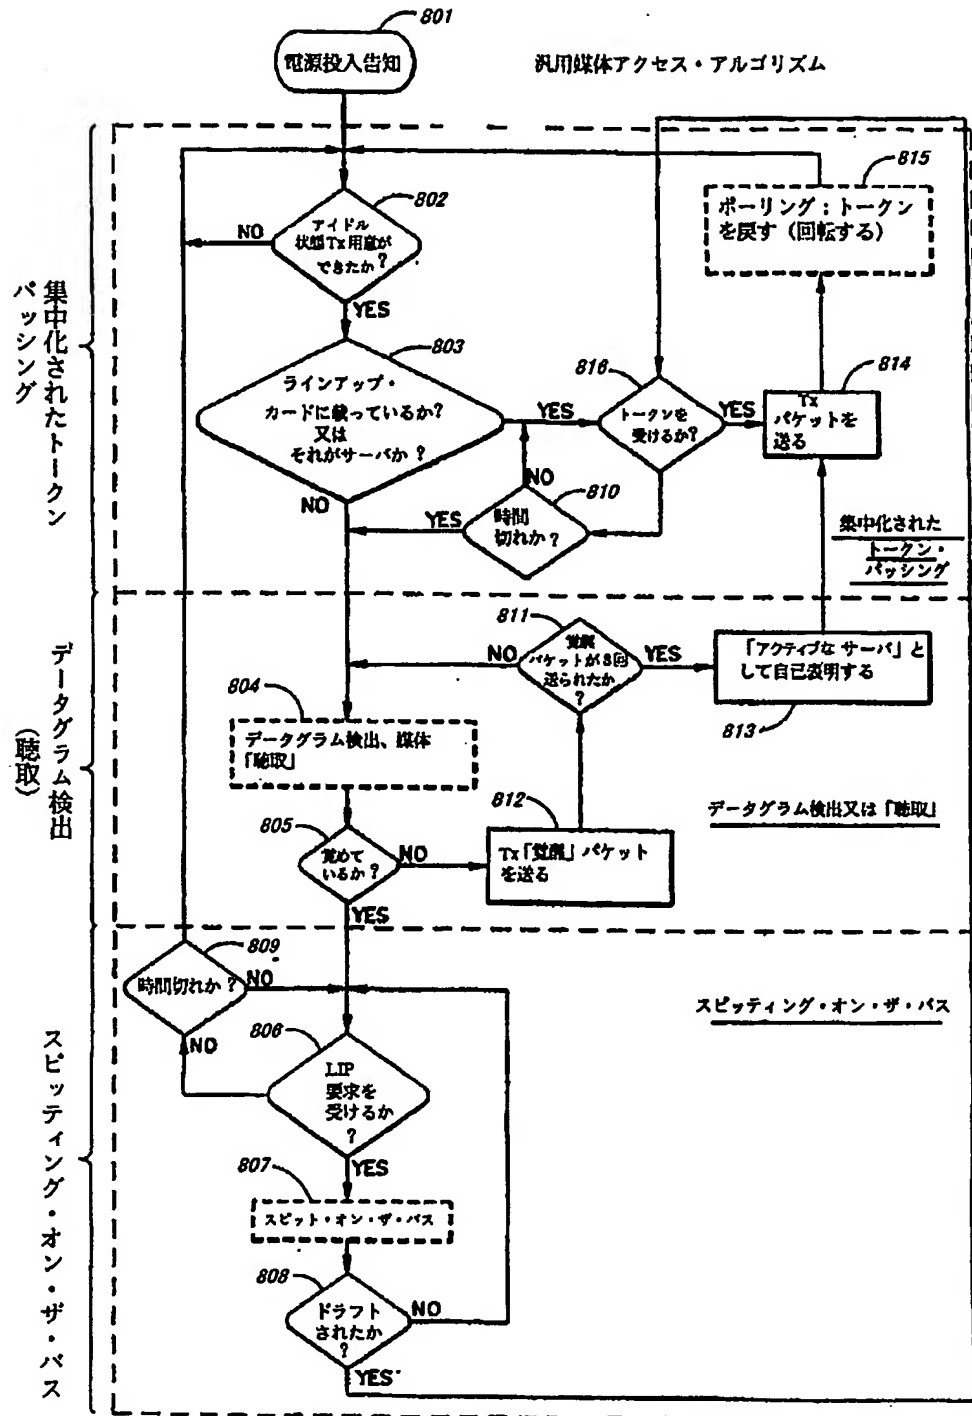 801
電源投入告知
汎用媒体アクセス・アルゴリズム
集中化されたトークン
パッシング
802
アイドル
状態Tx用意が
できたか?
NO
YES
803
ラインアップ・
カードに載っているか?
又は
それがサーバか?
YES
NO
816
トークンを
受けるか?
YES
810
時間
切れか?
NO
YES
815
ポーリング:トークン
を戻す(回転する)
814
Tx
パケットを
送る
集中化された
トークン・
パッシング
データグラム検出
(聴取)
811
覚醒
パケットが8回
送られたか
?
NO
YES
「アクティブなサーバ」と
して自己表明する
813
804
データグラム検出、媒体
「聴取」
805
覚めて
いるか?
NO
YES
812
Tx「覚醒」パケット
を送る
データグラム検出又は「聴取」
スピッティング・オン・ザ・バス
809
時間切れか?
NO
NO
806
LIP
要求を
受けるか
?
YES
スピッティング・オン・ザ・バス
807
スピット・オン・ザ・バス
808
ドラフト
されたか
?
NO
YES